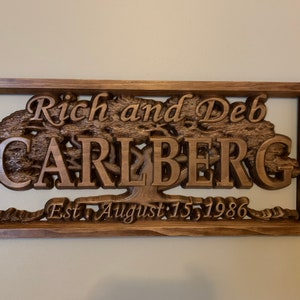 Rich and Deb
CARLBERG
Est. August 15, 1986